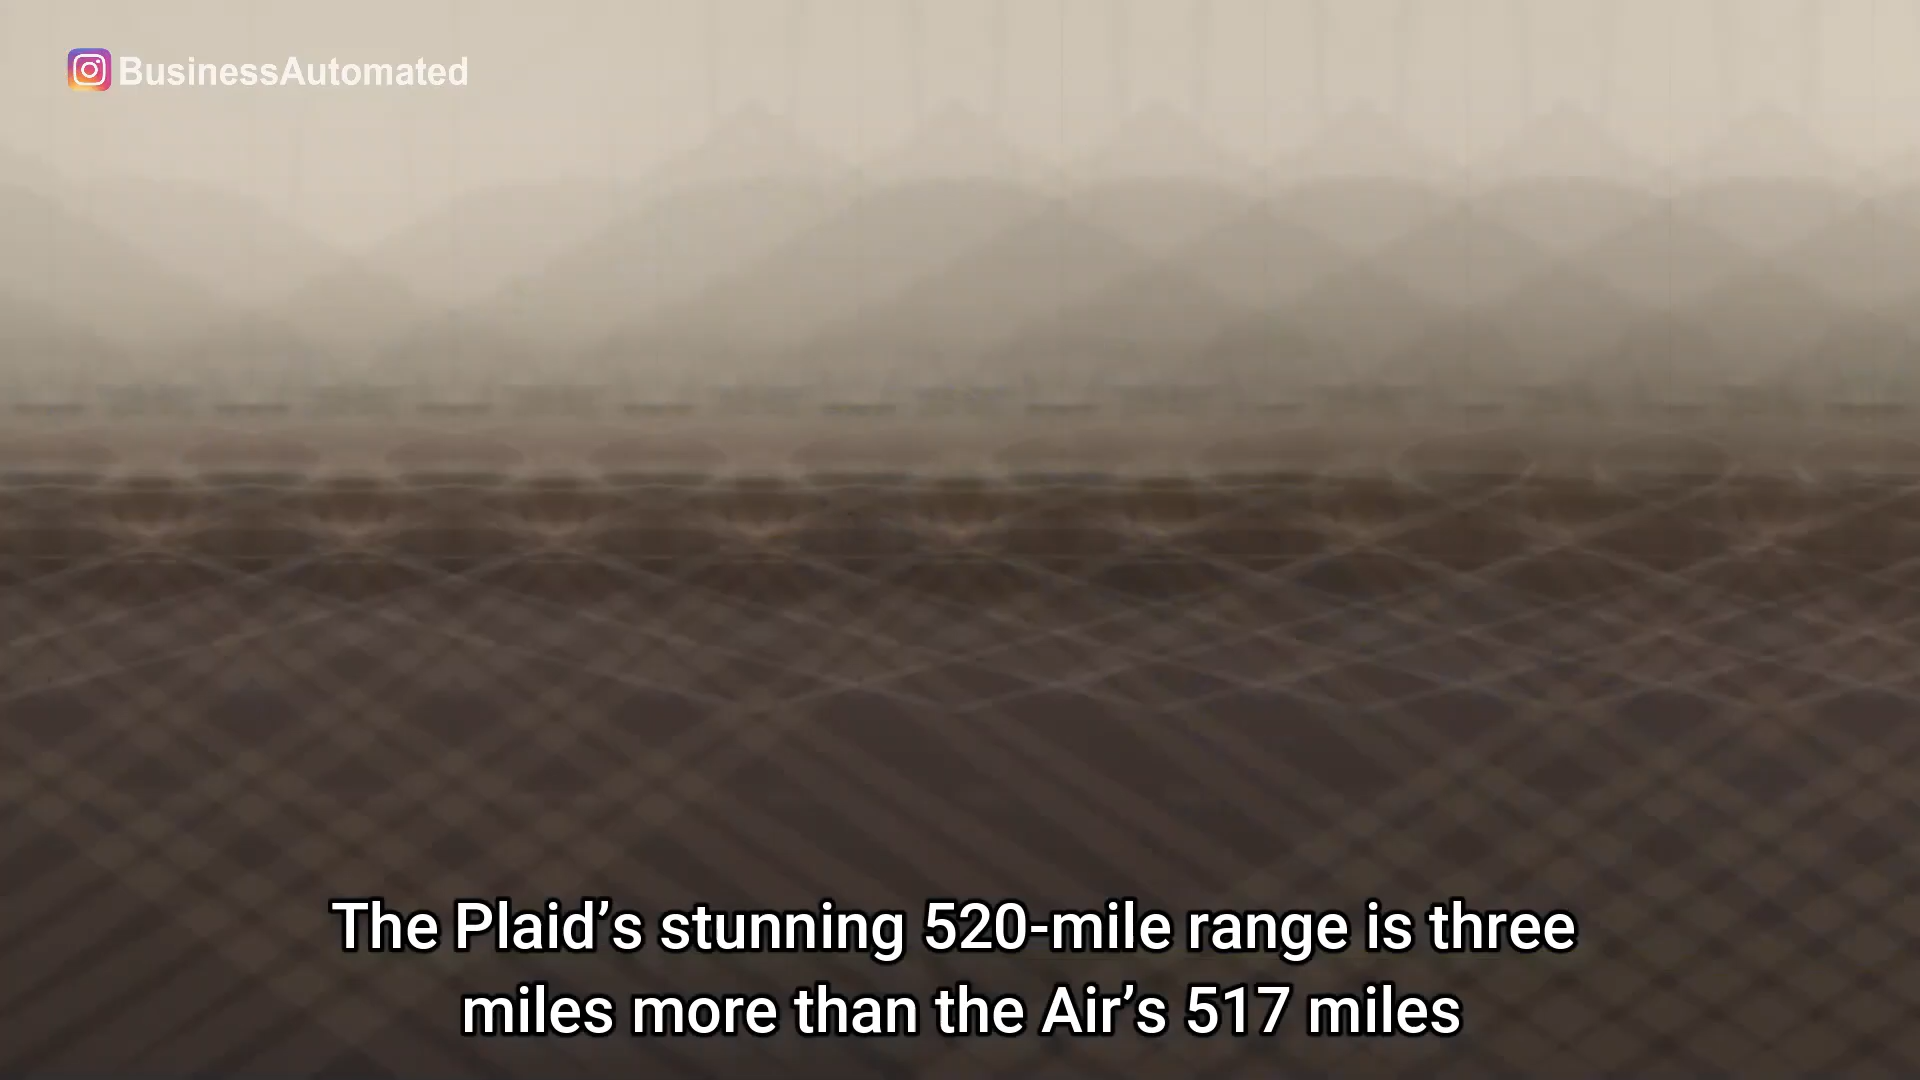 BusinessAutomated
The Plaid’s stunning 520-mile range is three
miles more than the Air’s 517 miles